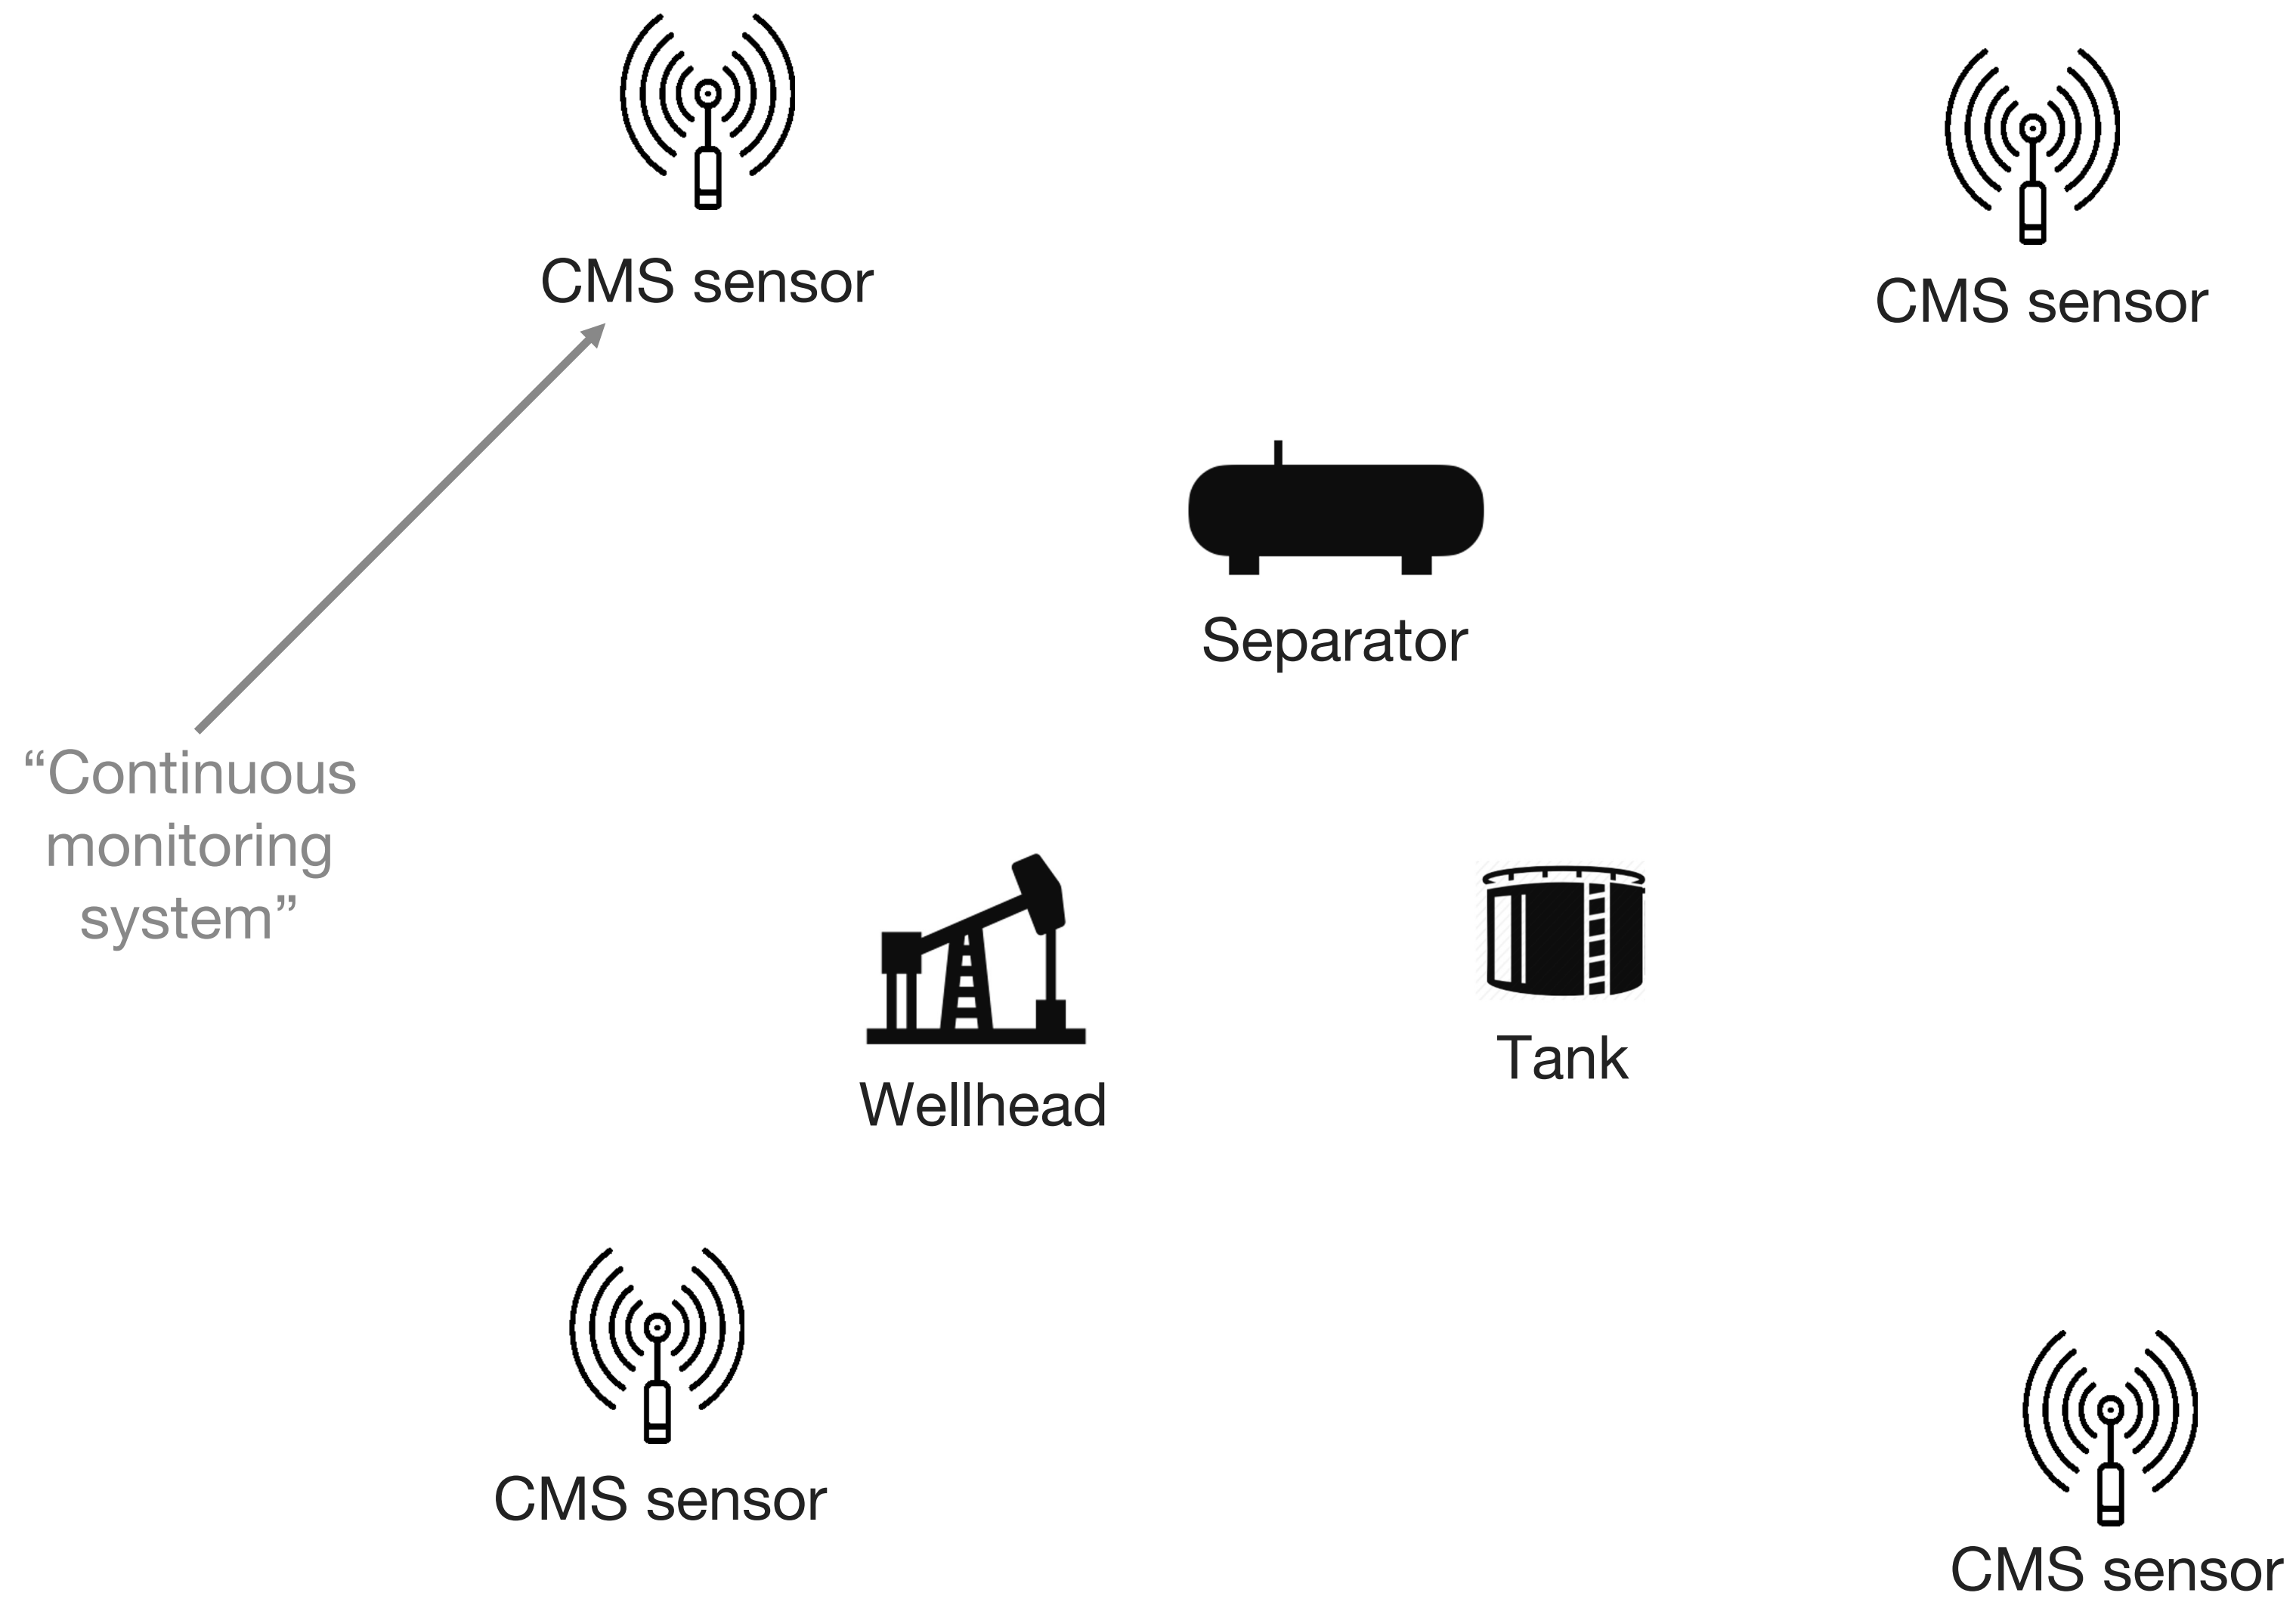 CMS sensor
CMS sensor
Separator
“Continuous
monitoring
system”
Wellhead
Tank
CMS sensor
CMS sensor